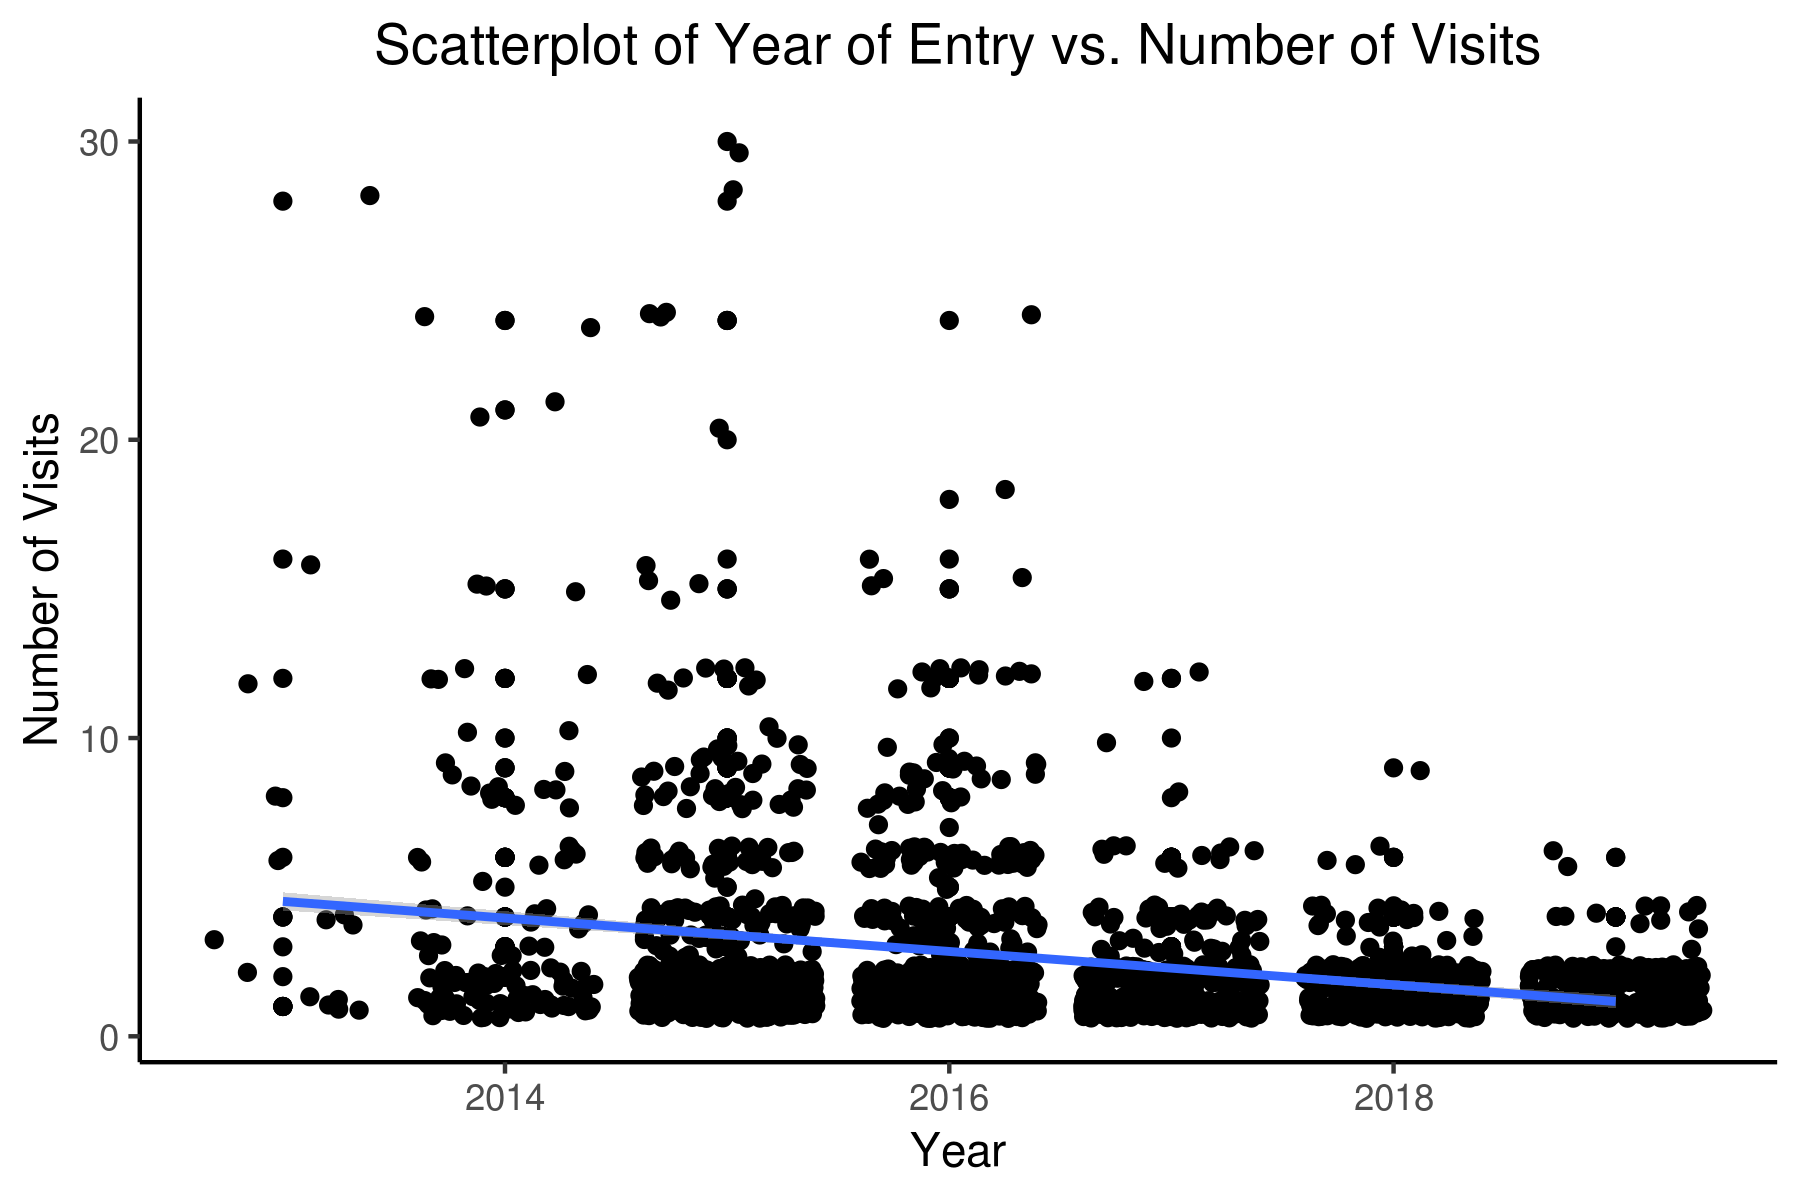 Scatterplot of Year of Entry vs. Number of Visits
Number of Visits
30
20
10
0
2014
2016
2018
Year